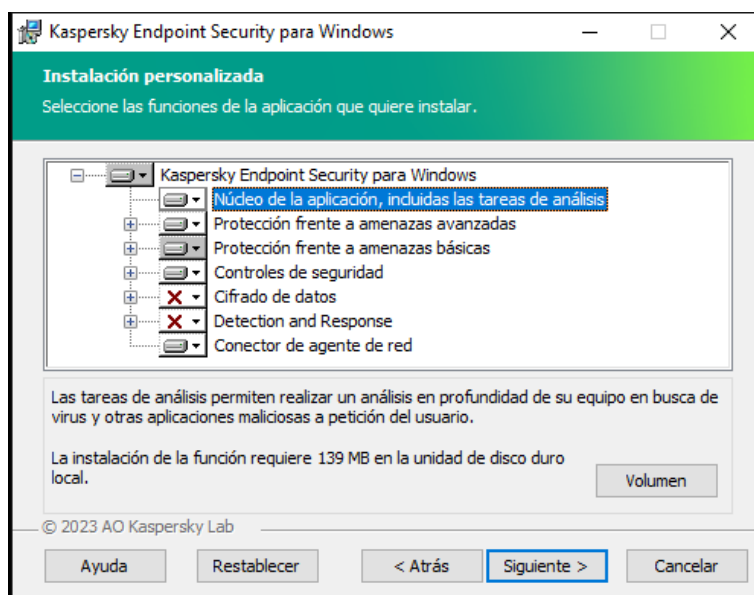 Kaspersky Endpoint Security para Windows
Instalación personalizada
Seleccione las funciones de la aplicación que quiere instalar.
Kaspersky Endpoint Security para Windows
Núcleo de la aplicación, incluidas las tareas de análisis
Protección frente a amenazas avanzadas
Protección frente a amenazas básicas
Controles de seguridad
Cifrado de datos
Detection and Response
Conector de agente de red
Las tareas de análisis permiten realizar un análisis en profundidad de su equipo en busca de
virus y otras aplicaciones maliciosas a petición del usuario.
La instalación de la función requiere 139 MB en la unidad de disco duro
local.
Volumen
© 2023 AO Kaspersky Lab
Ayuda
Restablecer
< Atrás
Siguiente >
Cancelar